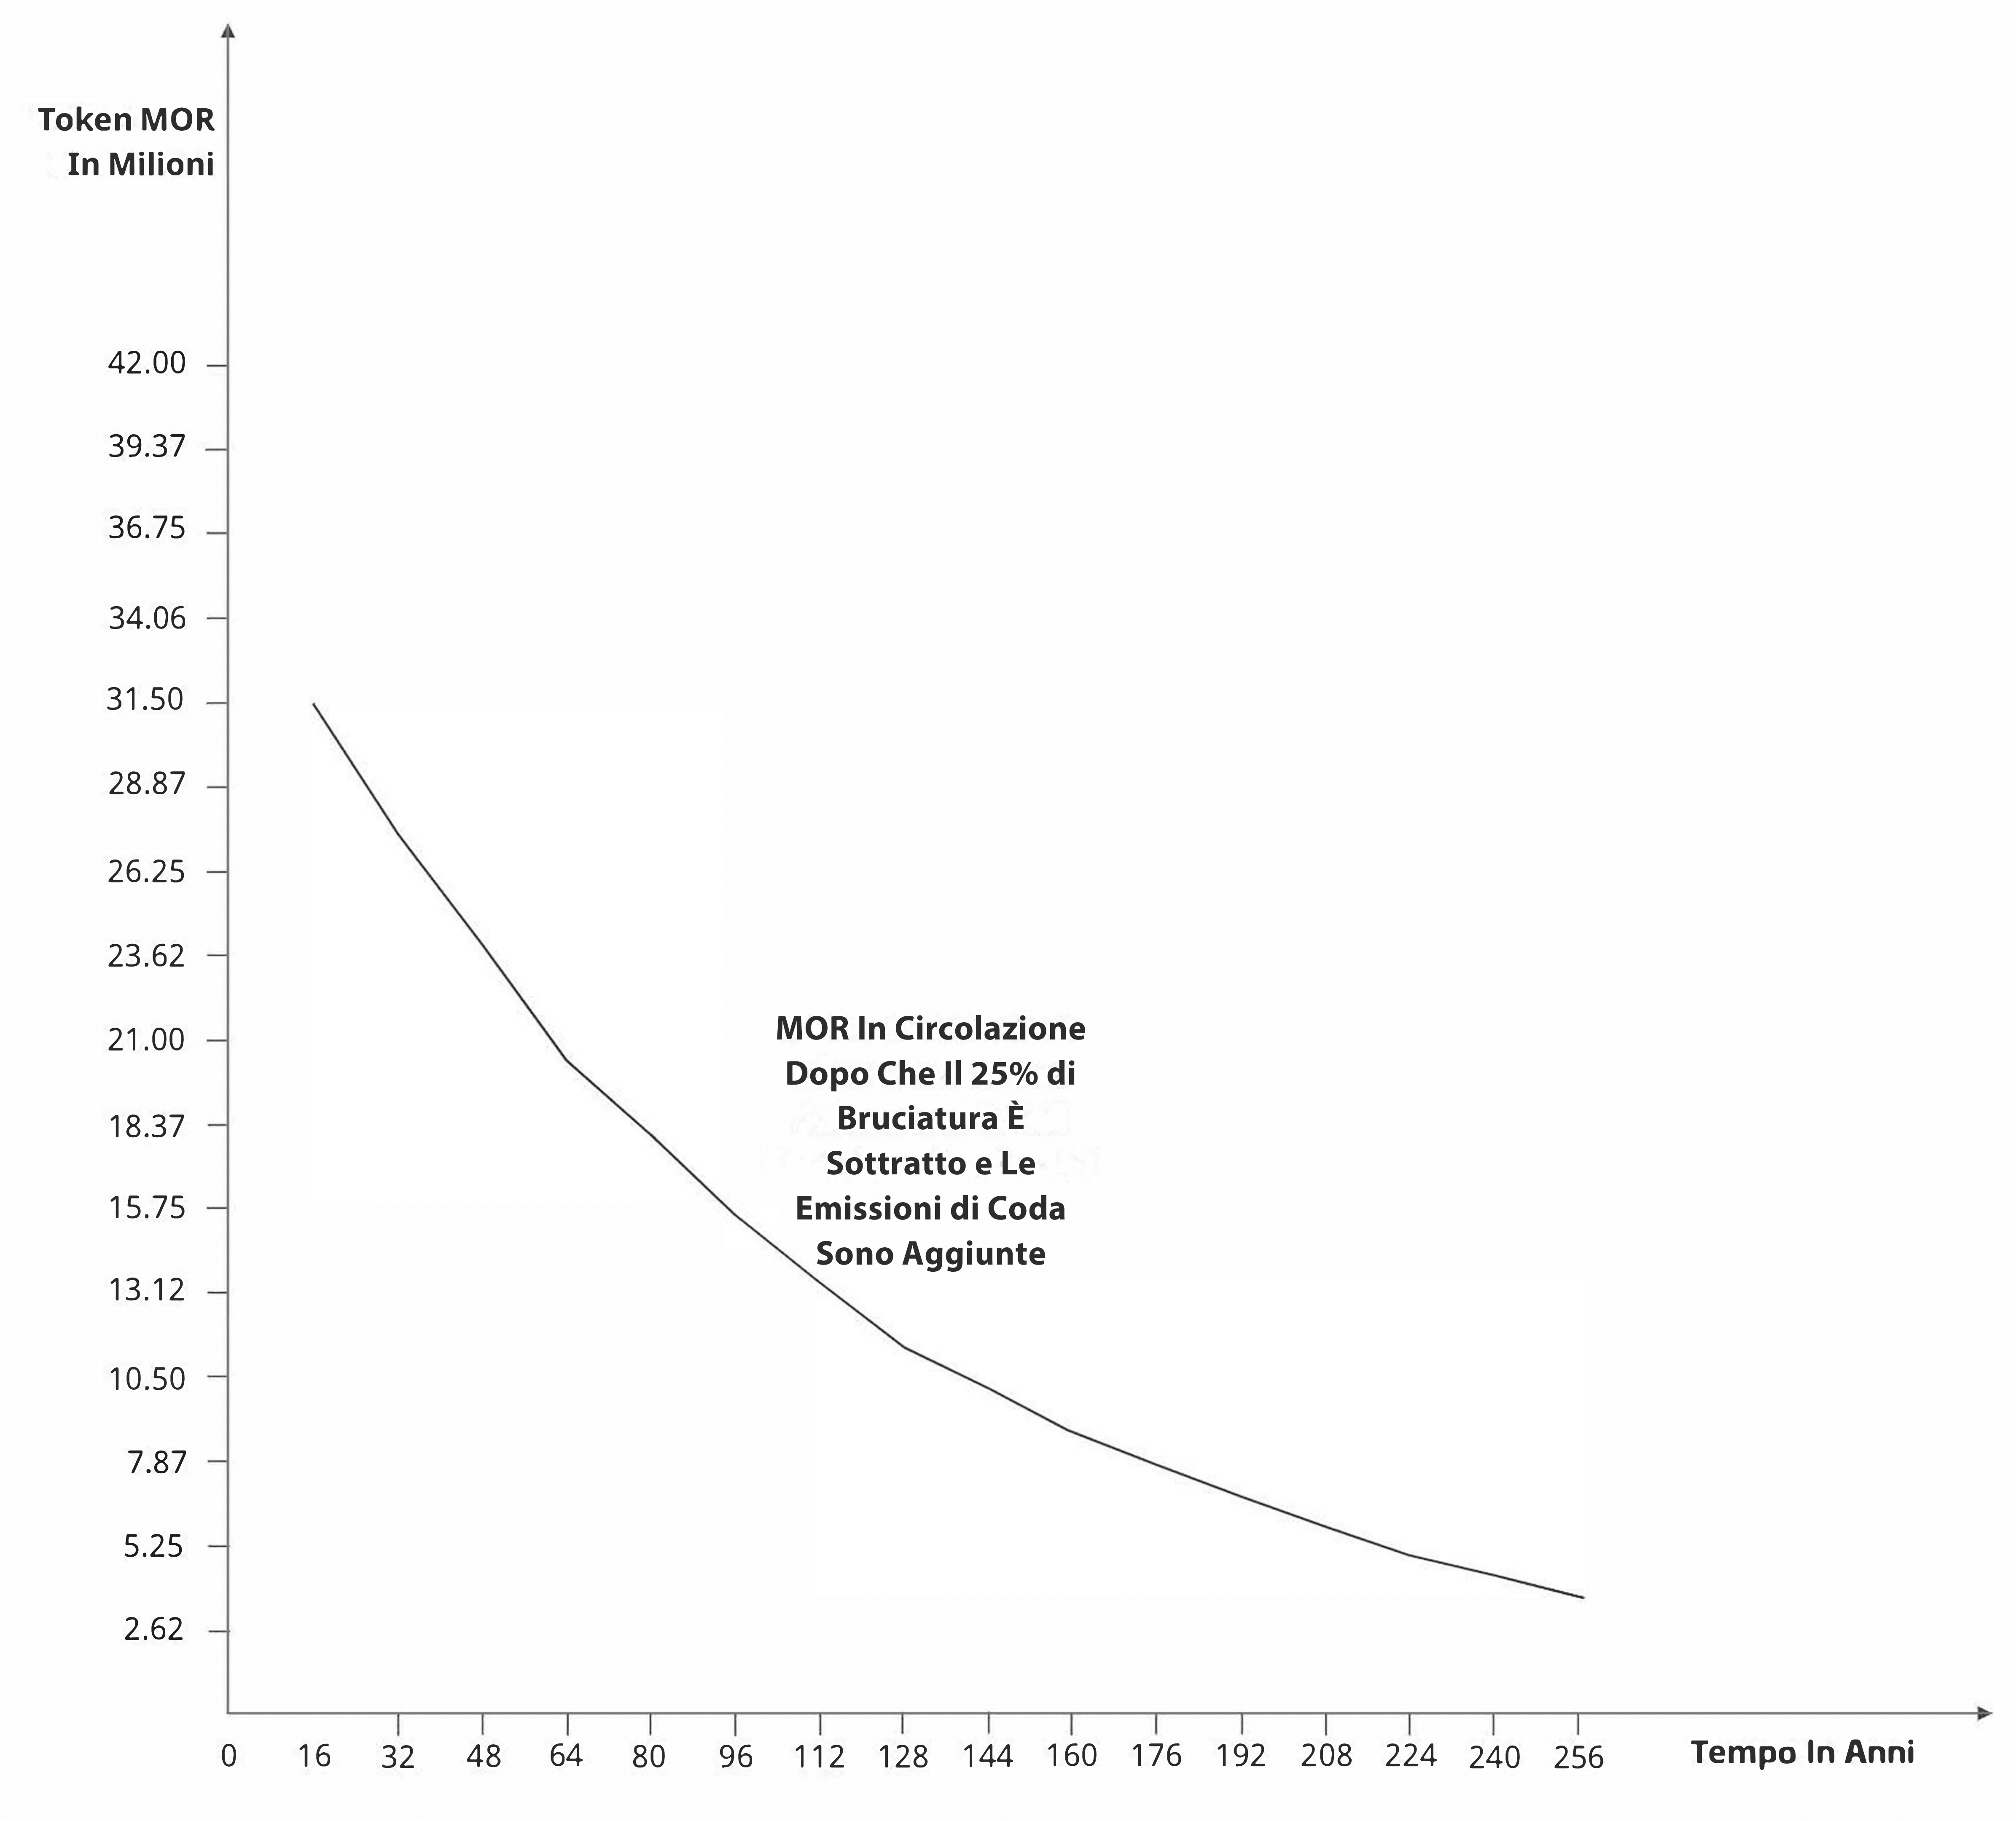 Token MOR
In Milioni
42.00
39.37
36.75
34.06
31.50
28.87
26.25
23.62
21.00
18.37
15.75
13.12
10.50
7.87
5.25
2.62
MOR In Circolazione
Dopo Che Il 25% di
Bruciatura È
Sottratto e Le
Emissioni di Coda
Sono Aggiunte
0 16 32 48 64 80 96 112 128 144 160 176 192 208 224 240 256
Tempo In Anni